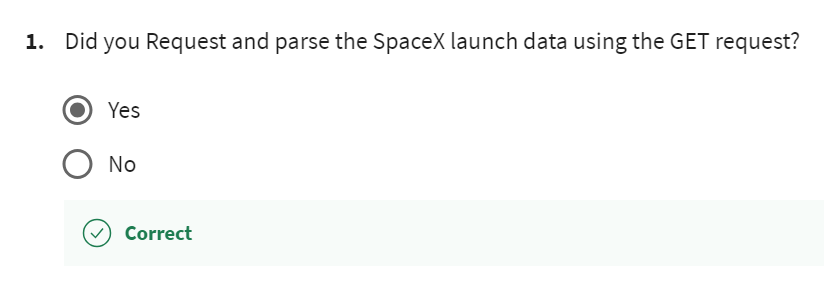 1. Did you Request and parse the SpaceX launch data using the GET request?
Yes
No
Correct